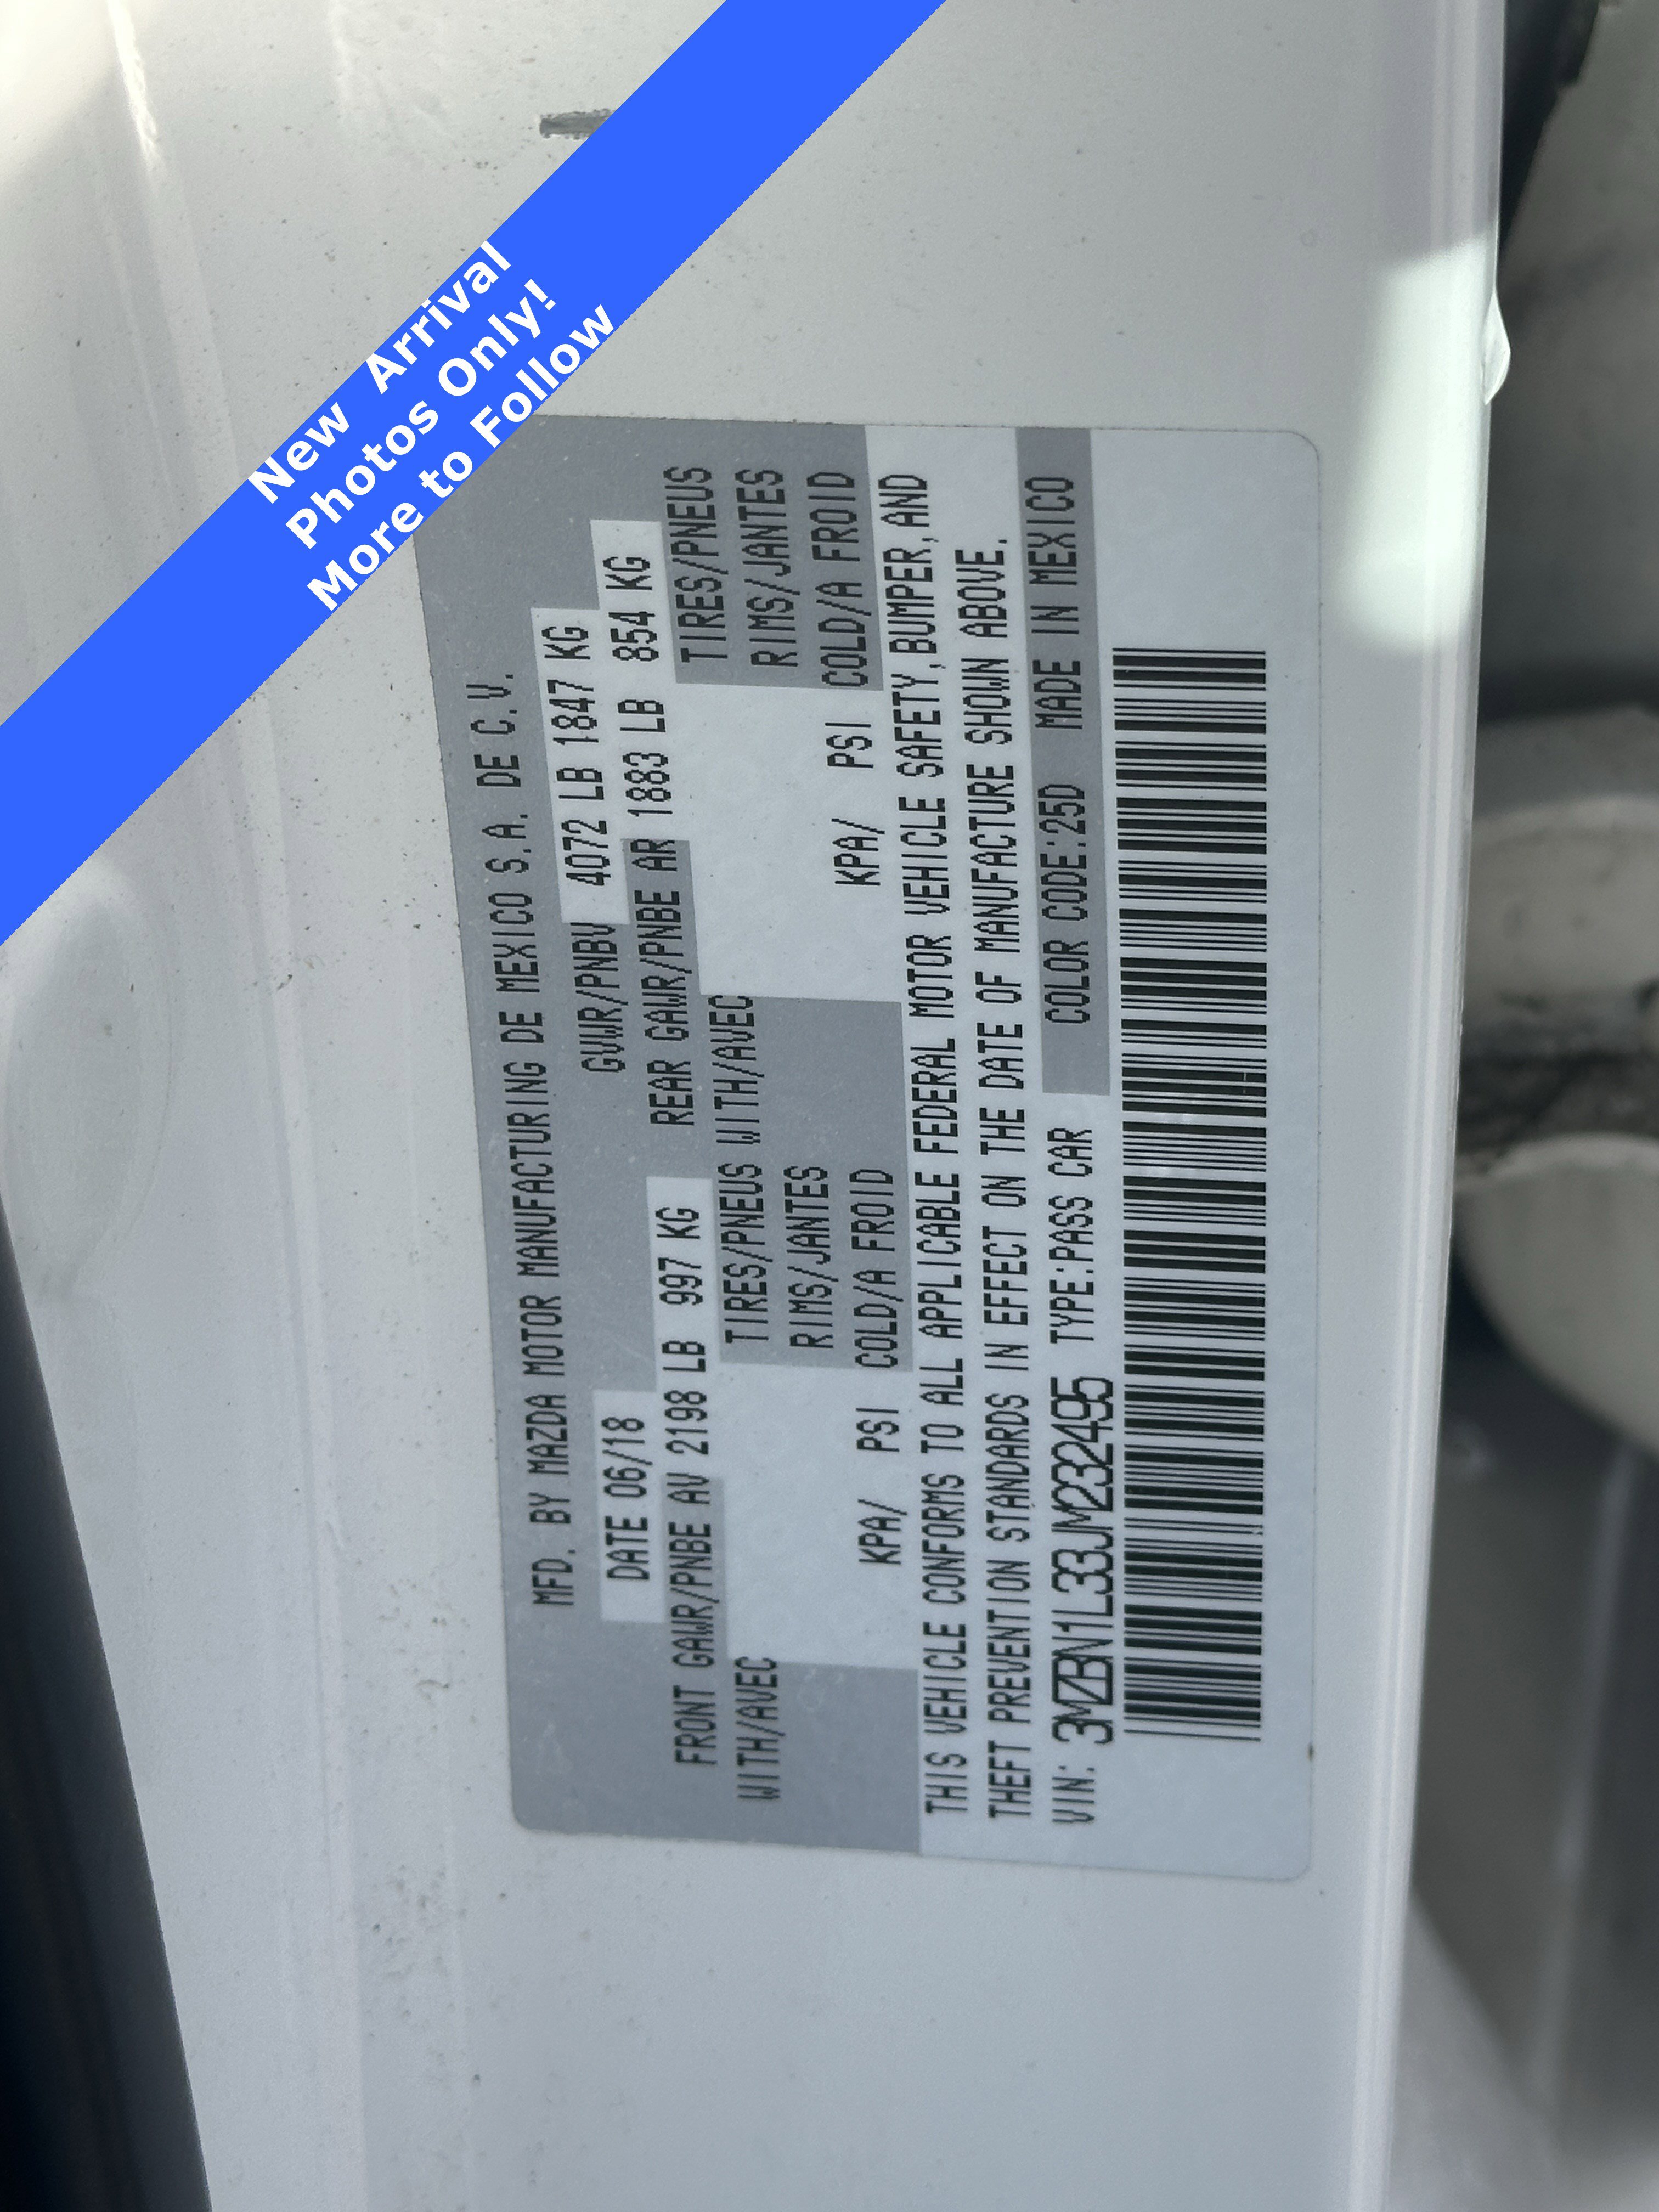 New Arrival
Photos Only!
More to Follow
MFD. BY MAZDA MOTOR MANUFACTURING DE MEXICO S.A. DE C.V.
DATE 06/18 GVWR/PNBV 4072 LB 1847 KG
FRONT GAWR/PNBE AV 2198 LB 997 KG REAR GAWR/PNBE AR 1883 LB 854 KG
WITH/AVEC TIRES/PNEUS WITH/AVEC TIRES/PNEUS
RIMS/JANTES RIMS/JANTES
KPA/ PSI COLD/A FROID KPA/ PSI COLD/A FROID
THIS VEHICLE CONFORMS TO ALL APPLICABLE FEDERAL MOTOR VEHICLE SAFETY, BUMPER, AND
THEFT PREVENTION STANDARDS IN EFFECT ON THE DATE OF MANUFACTURE SHOWN ABOVE.
VIN: 3MZBN1L33JM232495 TYPE:PASS CAR COLOR CODE:25D MADE IN MEXICO